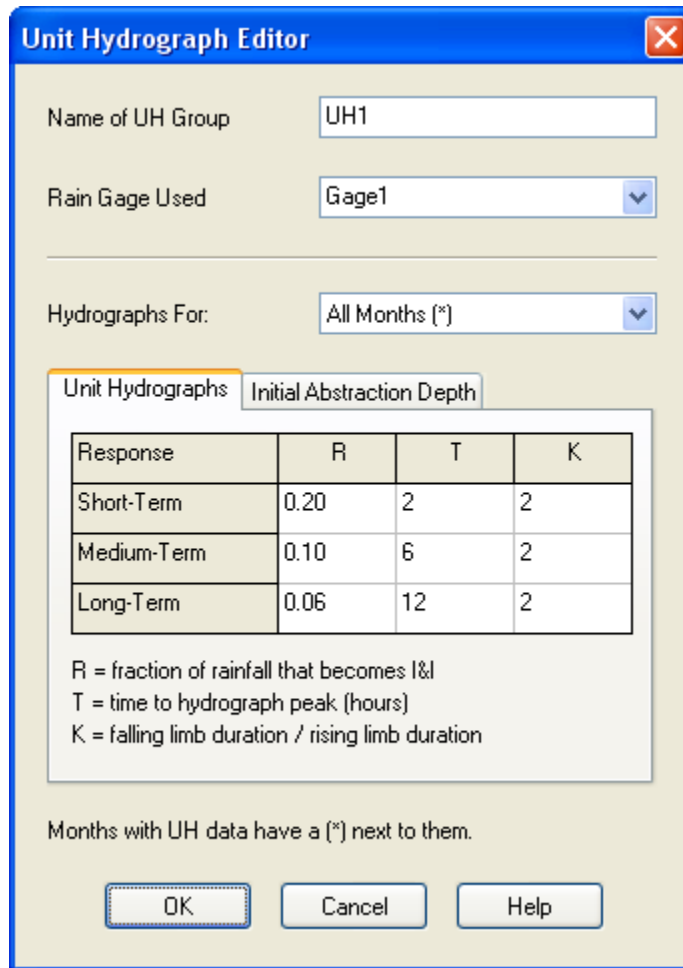 Unit Hydrograph Editor
Name of UH Group UH1
Rain Gage Used Gage1
Hydrographs For: All Months (*)
Unit Hydrographs Initial Abstraction Depth
Response R T K
Short-Term 0.20 2 2
Medium-Term 0.10 6 2
Long-Term 0.06 12 2
R = fraction of rainfall that becomes I&I
T = time to hydrograph peak (hours)
K = falling limb duration / rising limb duration
Months with UH data have a (*) next to them.
OK Cancel Help